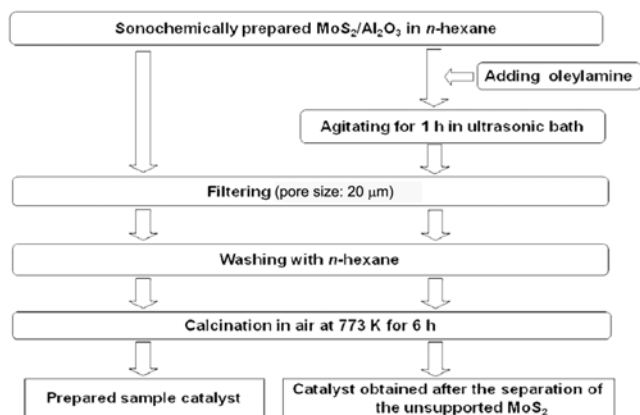 Sonochemically prepared MoS₂/Al₂O₃ in n-hexane
Adding oleylamine
Agitating for 1 h in ultrasonic bath
Filtering (pore size: 20 μm)
Washing with n-hexane
Calcination in air at 773 K for 6 h
Prepared sample catalyst
Catalyst obtained after the separation of
the unsupported MoS₂